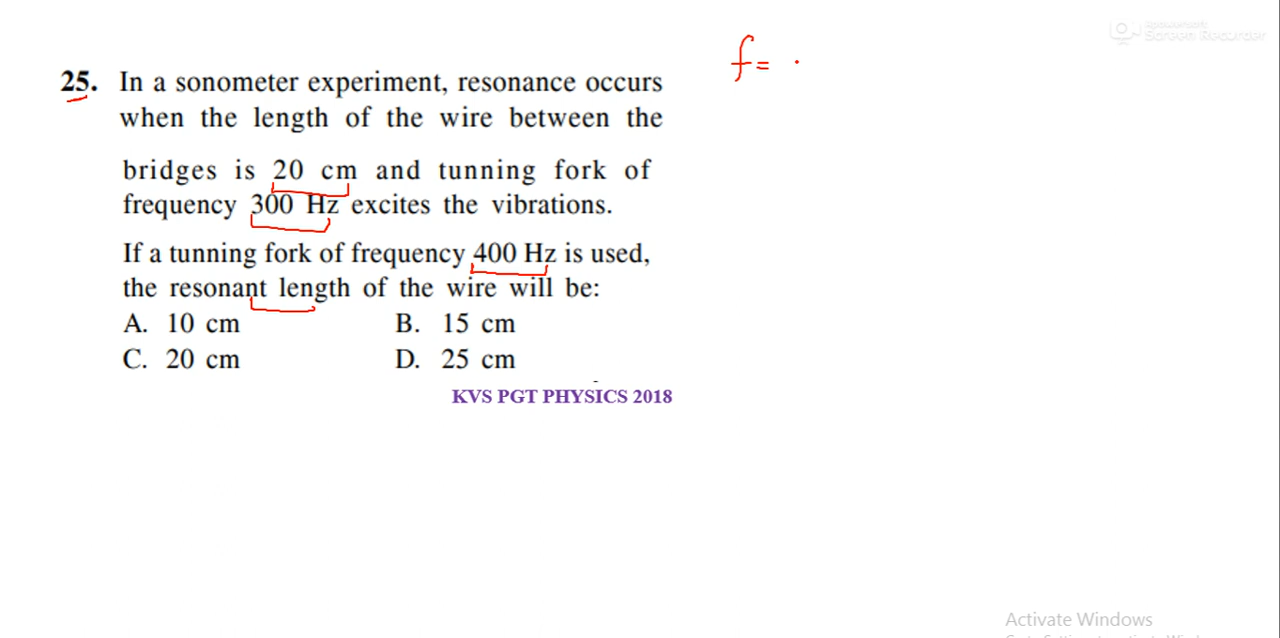 f= .
25. In a sonometer experiment, resonance occurs
when the length of the wire between the
bridges is 20 cm and tunning fork of
frequency 300 Hz excites the vibrations.
If a tunning fork of frequency 400 Hz is used,
the resonant length of the wire will be:
A. 10 cm B. 15 cm
C. 20 cm D. 25 cm
KVS PGT PHYSICS 2018
Screen Recorder
Activate Windows